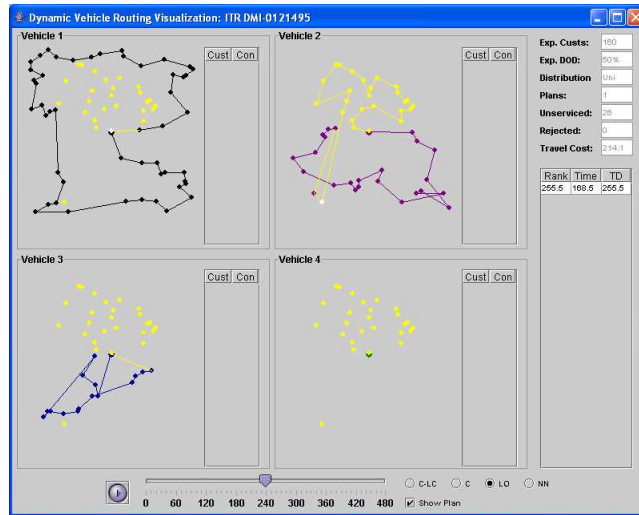 Dynamic Vehicle Routing Visualization: ITR DMI-0121495
Vehicle 1
Cust Con
Vehicle 2
Cust Con
Exp. Custs: 160
Exp. DOD: 50%
Distribution Uni
Plans: 1
Unserviced: 26
Rejected: 0
Travel Cost: 214.1
Rank Time TD
255.5 168.5 255.5
Vehicle 3
Cust Con
Vehicle 4
Cust Con
0 60 120 180 240 300 360 420 480
C-LC C LO NN
Show Plan